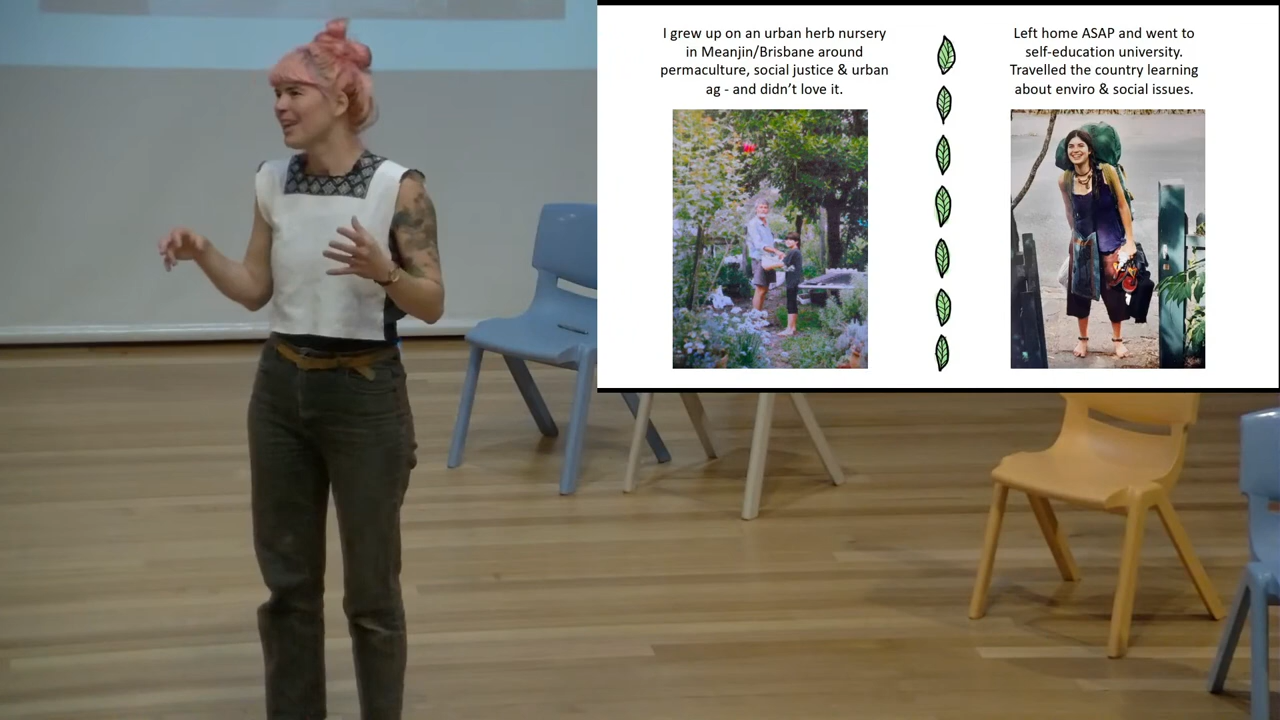 I grew up on an urban herb nursery
in Meanjin/Brisbane around
permaculture, social justice & urban
ag - and didn’t love it.
Left home ASAP and went to
self-education university.
Travelled the country learning
about enviro & social issues.